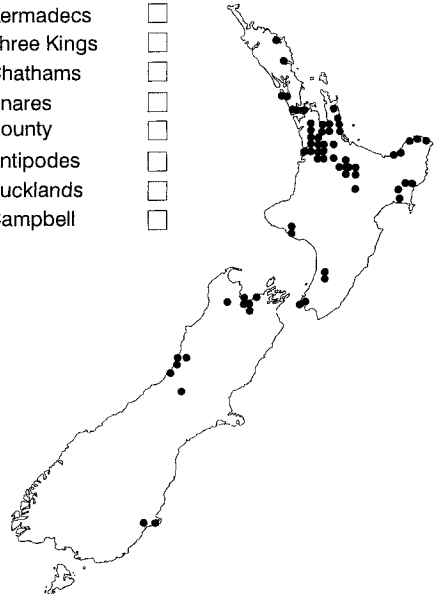 ermadecs
hree Kings
hathams
nares
ounty
ntipodes
ucklands
ampbell